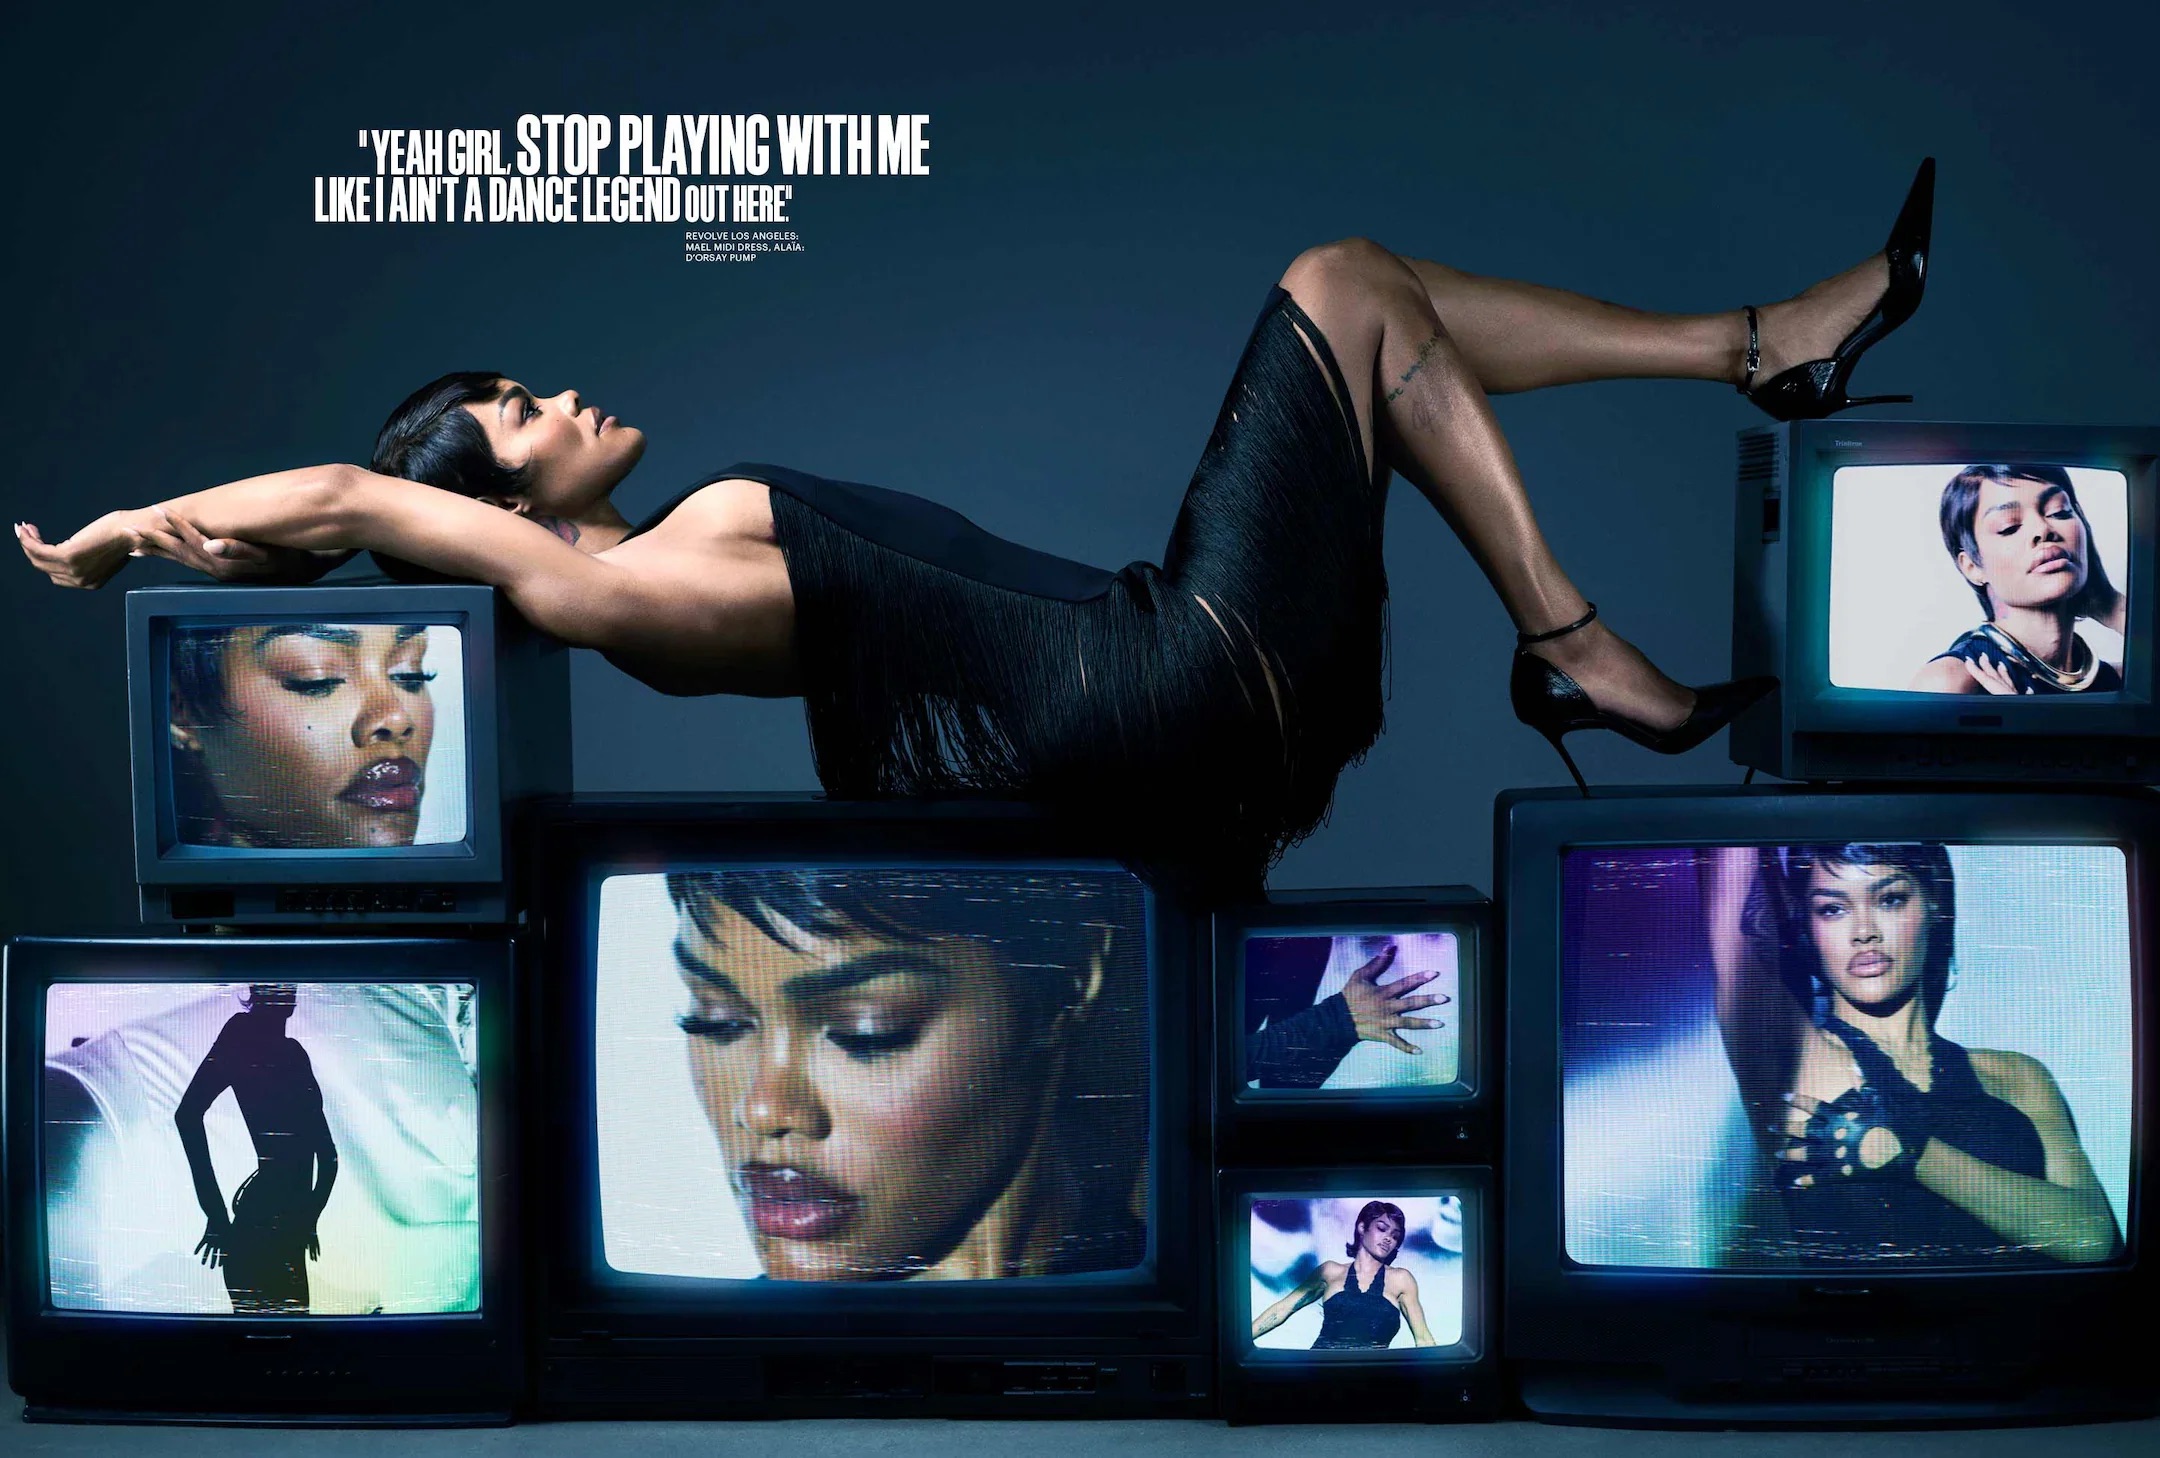 "YEAH GIRL, STOP PLAYING WITH ME
LIKE I AIN'T A DANCE LEGEND OUT HERE."
REVOLVE LOS ANGELES:
MAEL MIDI DRESS, ALAÏA:
D'ORSAY PUMP
Trinitron